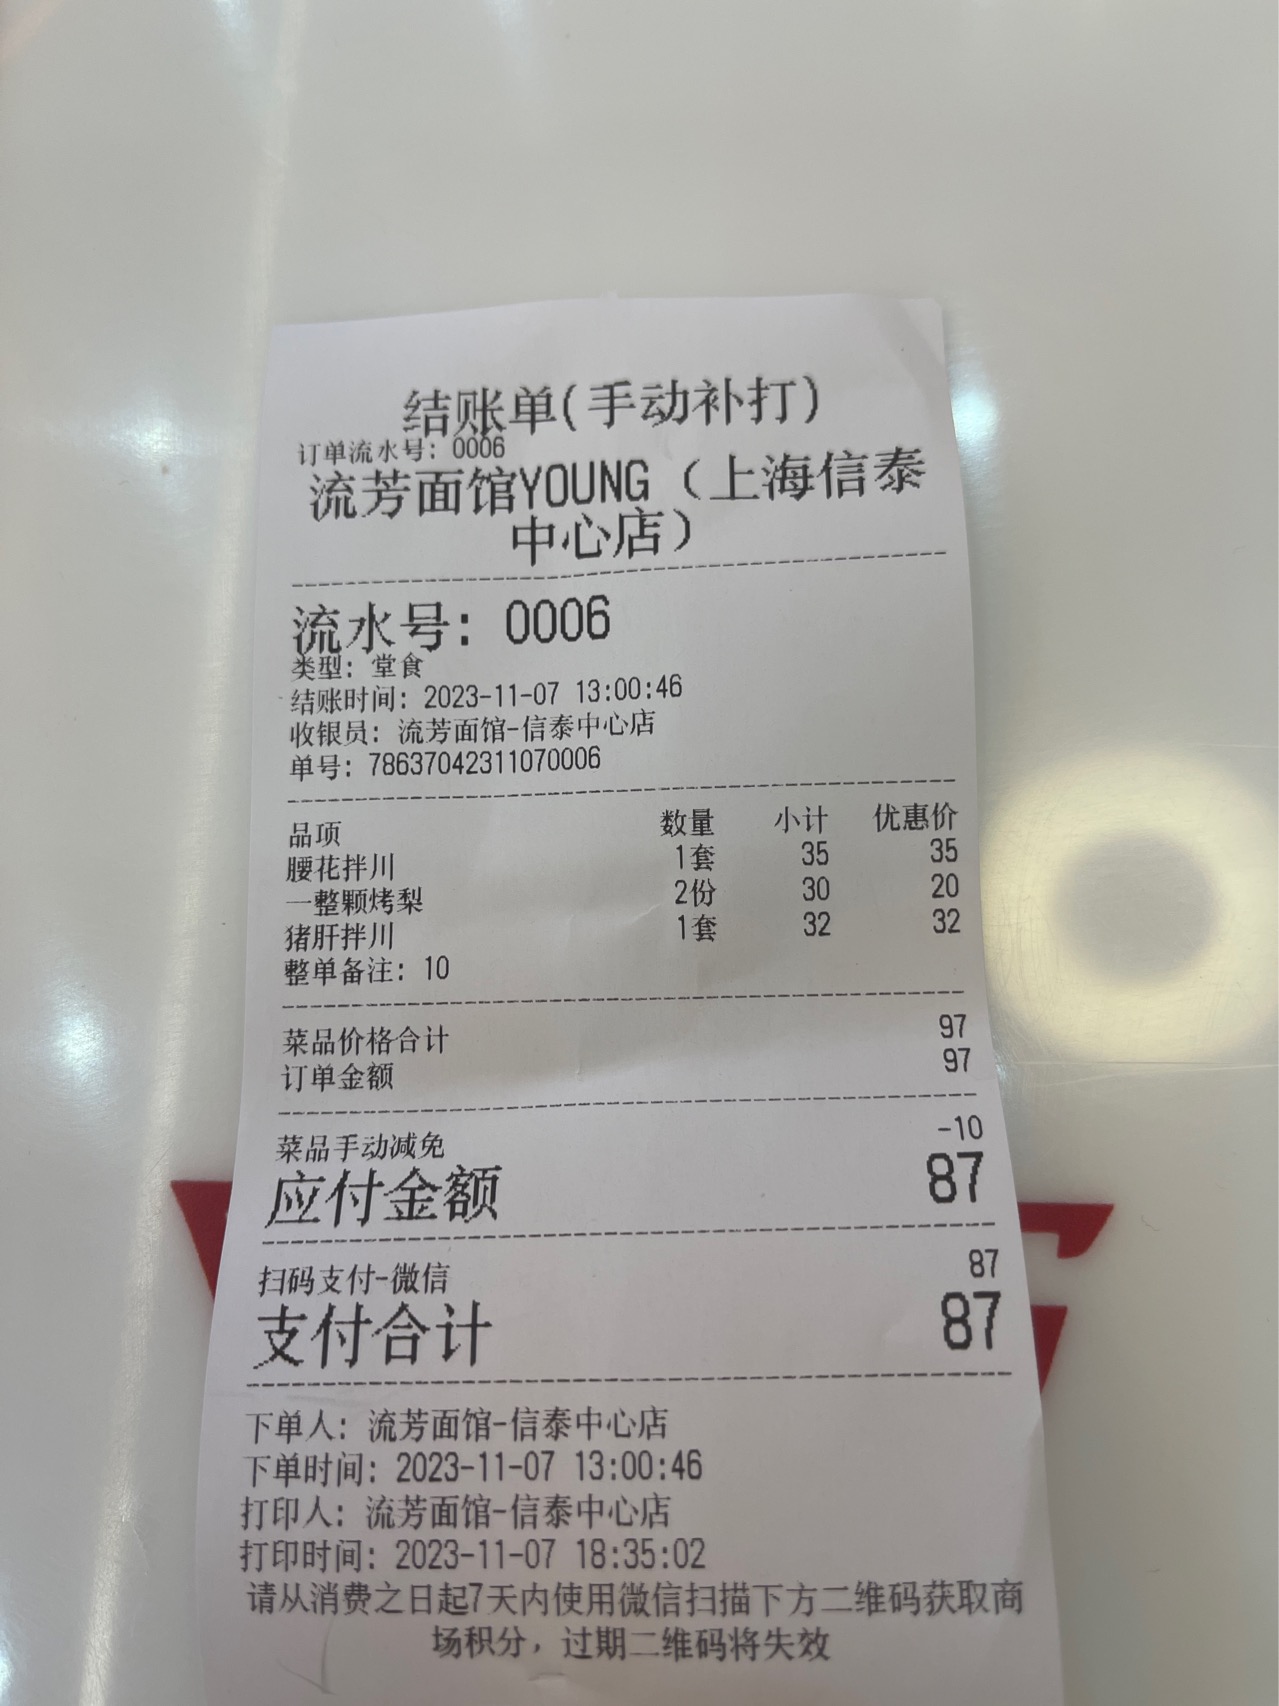 结账单(手动补打)
订单流水号: 0006
流芳面馆YOUNG（上海信泰
中心店）
流水号: 0006
类型: 堂食
结账时间: 2023-11-07 13:00:46
收银员: 流芳面馆-信泰中心店
单号: 78637042311070006
品项 数量 小计 优惠价
腰花拌川 1套 35 35
一整颗烤梨 2份 30 20
猪肝拌川 1套 32 32
整单备注: 10
菜品价格合计 97
订单金额 97
菜品手动减免 -10
应付金额 87
扫码支付-微信 87
支付合计 87
下单人: 流芳面馆-信泰中心店
下单时间: 2023-11-07 13:00:46
打印人: 流芳面馆-信泰中心店
打印时间: 2023-11-07 18:35:02
请从消费之日起7天内使用微信扫描下方二维码获取商
场积分，过期二维码将失效